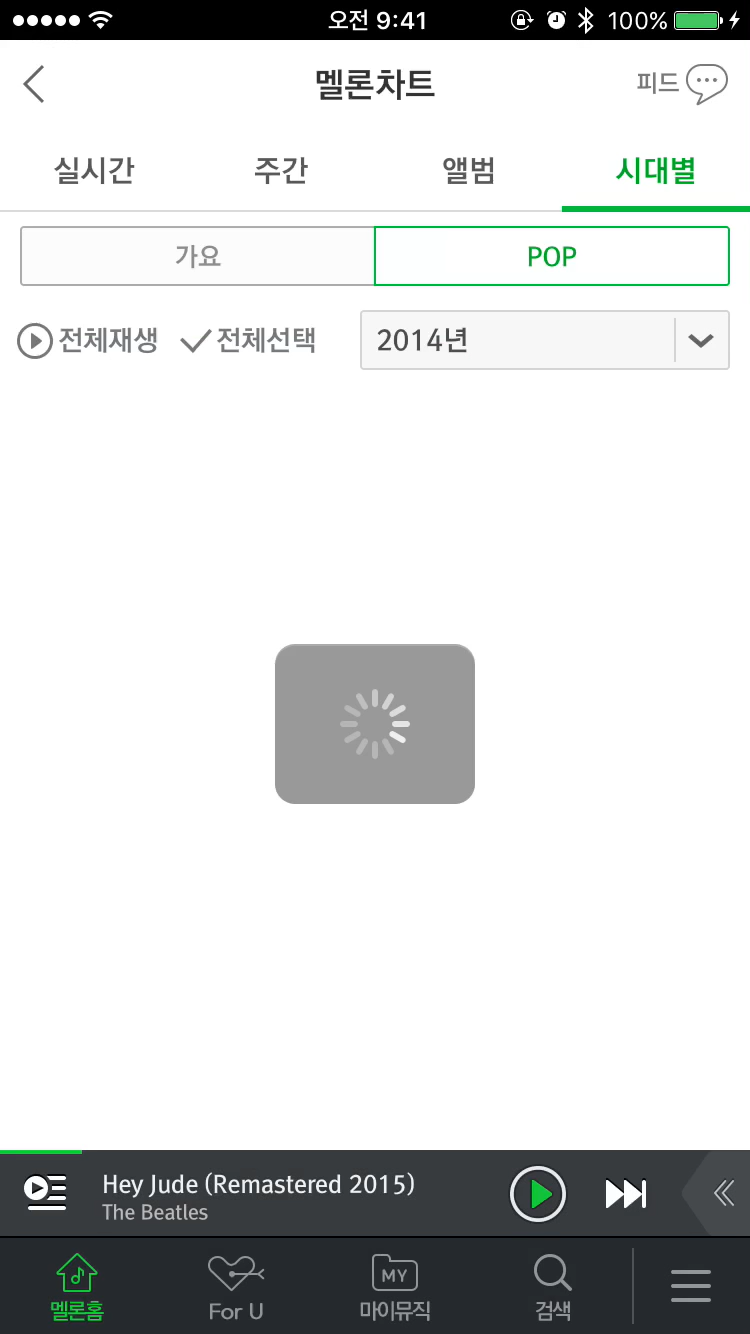 오전 9:41
100%
멜론차트
피드
실시간 주간 앨범 시대별
가요 POP
전체재생 전체선택 2014년
Hey Jude (Remastered 2015)
The Beatles
MY
멜론홈 For U 마이뮤직 검색